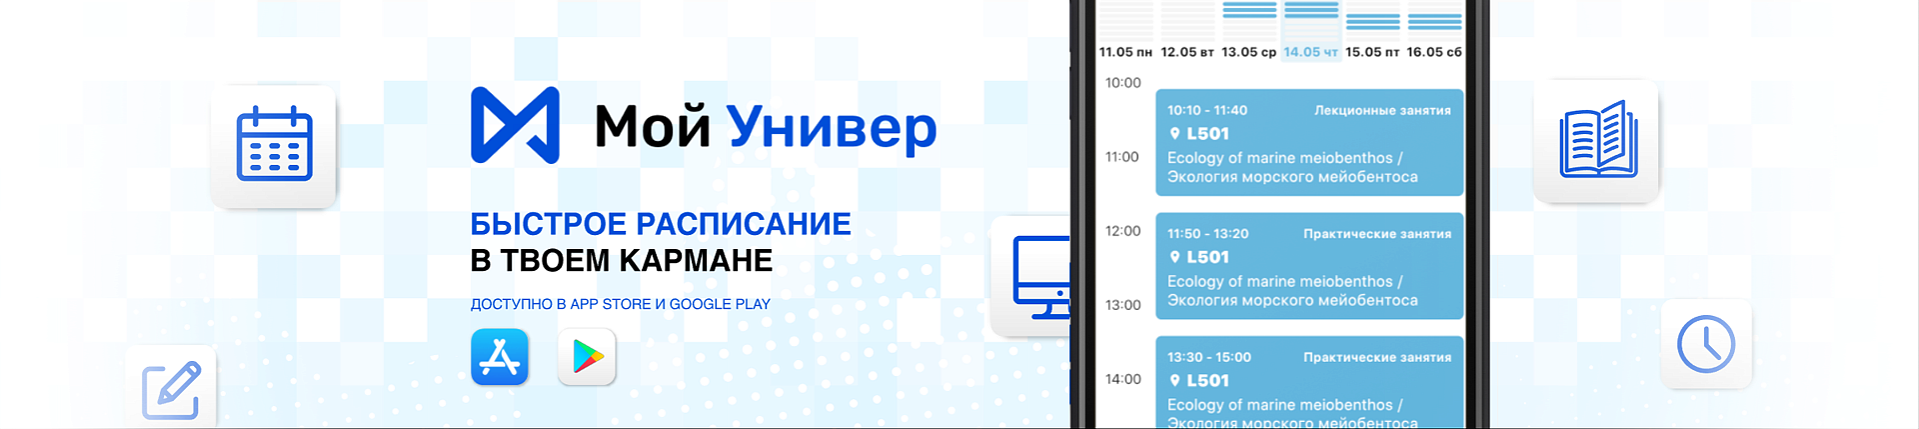 Мой Универ
БЫСТРОЕ РАСПИСАНИЕ
В ТВОЕМ КАРМАНЕ
ДОСТУПНО В APP STORE И GOOGLE PLAY
11.05 пн 12.05 вт 13.05 ср 14.05 чт 15.05 пт 16.05 сб
10:00
10:10 - 11:40 Лекционные занятия
L501
11:00
Ecology of marine meiobenthos /
Экология морского мейобентоса
12:00
11:50 - 13:20 Практические занятия
L501
Ecology of marine meiobenthos /
Экология морского мейобентоса
13:00
13:30 - 15:00 Практические занятия
L501
14:00
Ecology of marine meiobenthos /
Экология морского мейобентоса